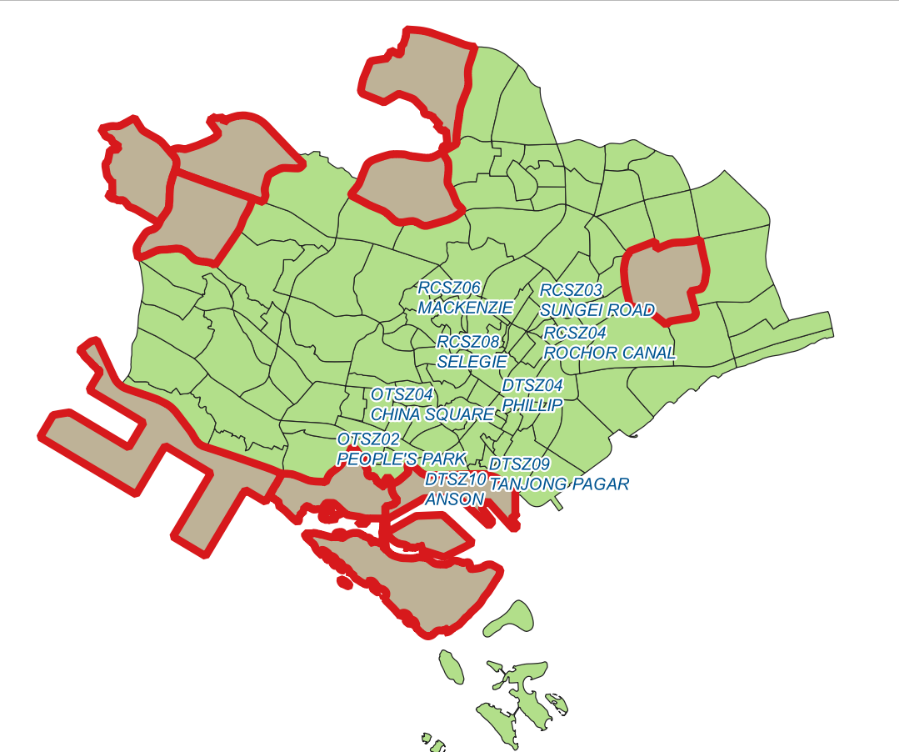 RCSZ06
MACKENZIE
RCSZ03
SUNGEI ROAD
RCSZ04
ROCHOR CANAL
RCSZ08
SELEGIE
DTSZ04
PHILLIP
OTSZ04
CHINA SQUARE
OTSZ02
PEOPLE'S PARK
DTSZ09
TANJONG PAGAR
DTSZ10
ANSON